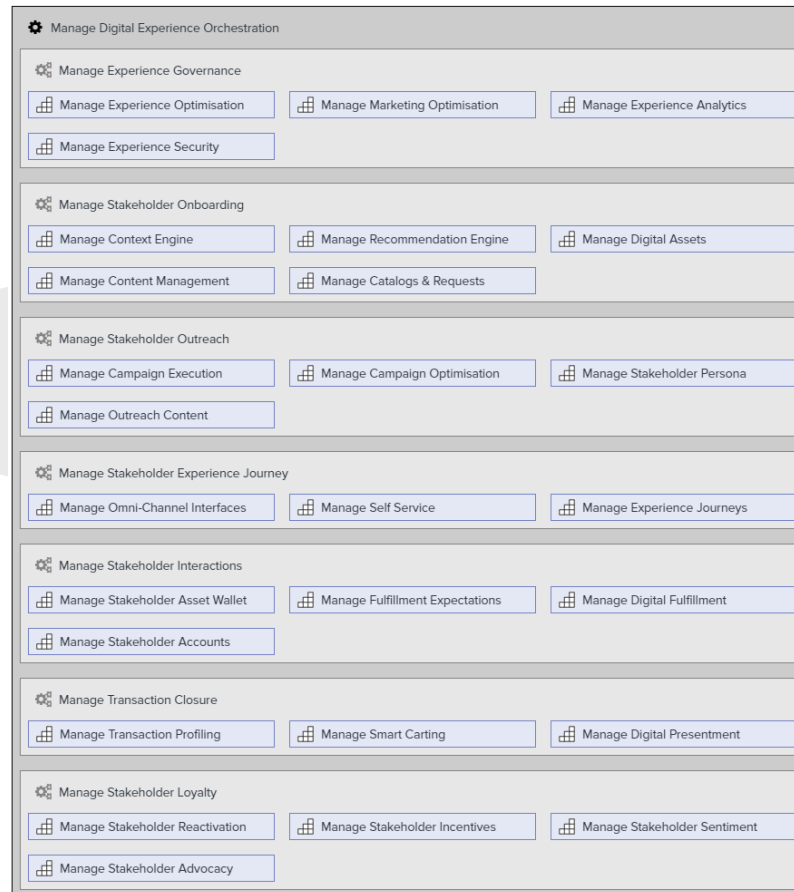 Manage Digital Experience Orchestration
Manage Experience Governance
Manage Experience Optimisation
Manage Marketing Optimisation
Manage Experience Analytics
Manage Experience Security
Manage Stakeholder Onboarding
Manage Context Engine
Manage Recommendation Engine
Manage Digital Assets
Manage Content Management
Manage Catalogs & Requests
Manage Stakeholder Outreach
Manage Campaign Execution
Manage Campaign Optimisation
Manage Stakeholder Persona
Manage Outreach Content
Manage Stakeholder Experience Journey
Manage Omni-Channel Interfaces
Manage Self Service
Manage Experience Journeys
Manage Stakeholder Interactions
Manage Stakeholder Asset Wallet
Manage Fulfillment Expectations
Manage Digital Fulfillment
Manage Stakeholder Accounts
Manage Transaction Closure
Manage Transaction Profiling
Manage Smart Carting
Manage Digital Presentment
Manage Stakeholder Loyalty
Manage Stakeholder Reactivation
Manage Stakeholder Incentives
Manage Stakeholder Sentiment
Manage Stakeholder Advocacy